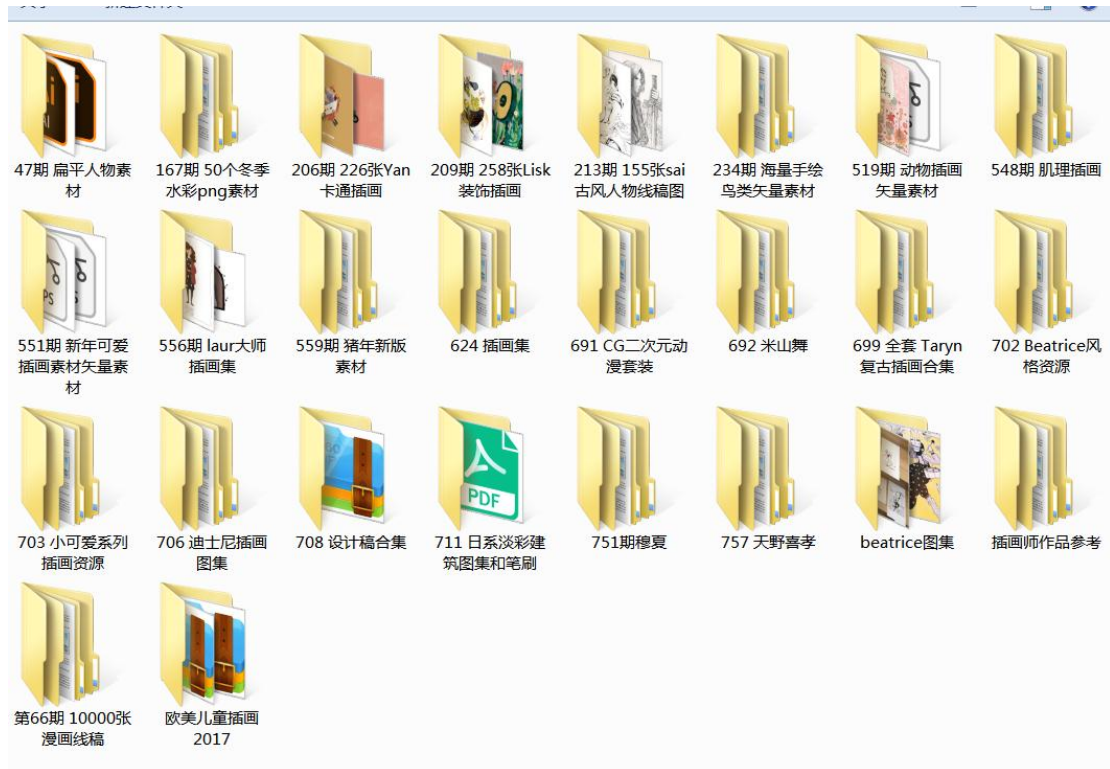 47期 扁平人物素
材
167期 50个冬季
水彩png素材
206期 226张Yan
卡通插画
209期 258张Lisk
装饰插画
213期 155张sai
古风人物线稿图
234期 海量手绘
鸟类矢量素材
519期 动物插画
矢量素材
548期 肌理插画
551期 新年可爱
插画素材矢量素
材
556期 laur大师
插画集
559期 猪年新版
素材
624 插画集
691 CG二次元动
漫套装
692 米山舞
699 全套 Taryn
复古插画合集
702 Beatrice风
格资源
703 小可爱系列
插画资源
706 迪士尼插画
图集
708 设计稿合集
PDF
711 日系淡彩建
筑图集和笔刷
751期穆夏
757 天野喜孝
beatrice图集
插画师作品参考
第66期 10000张
漫画线稿
欧美儿童插画
2017